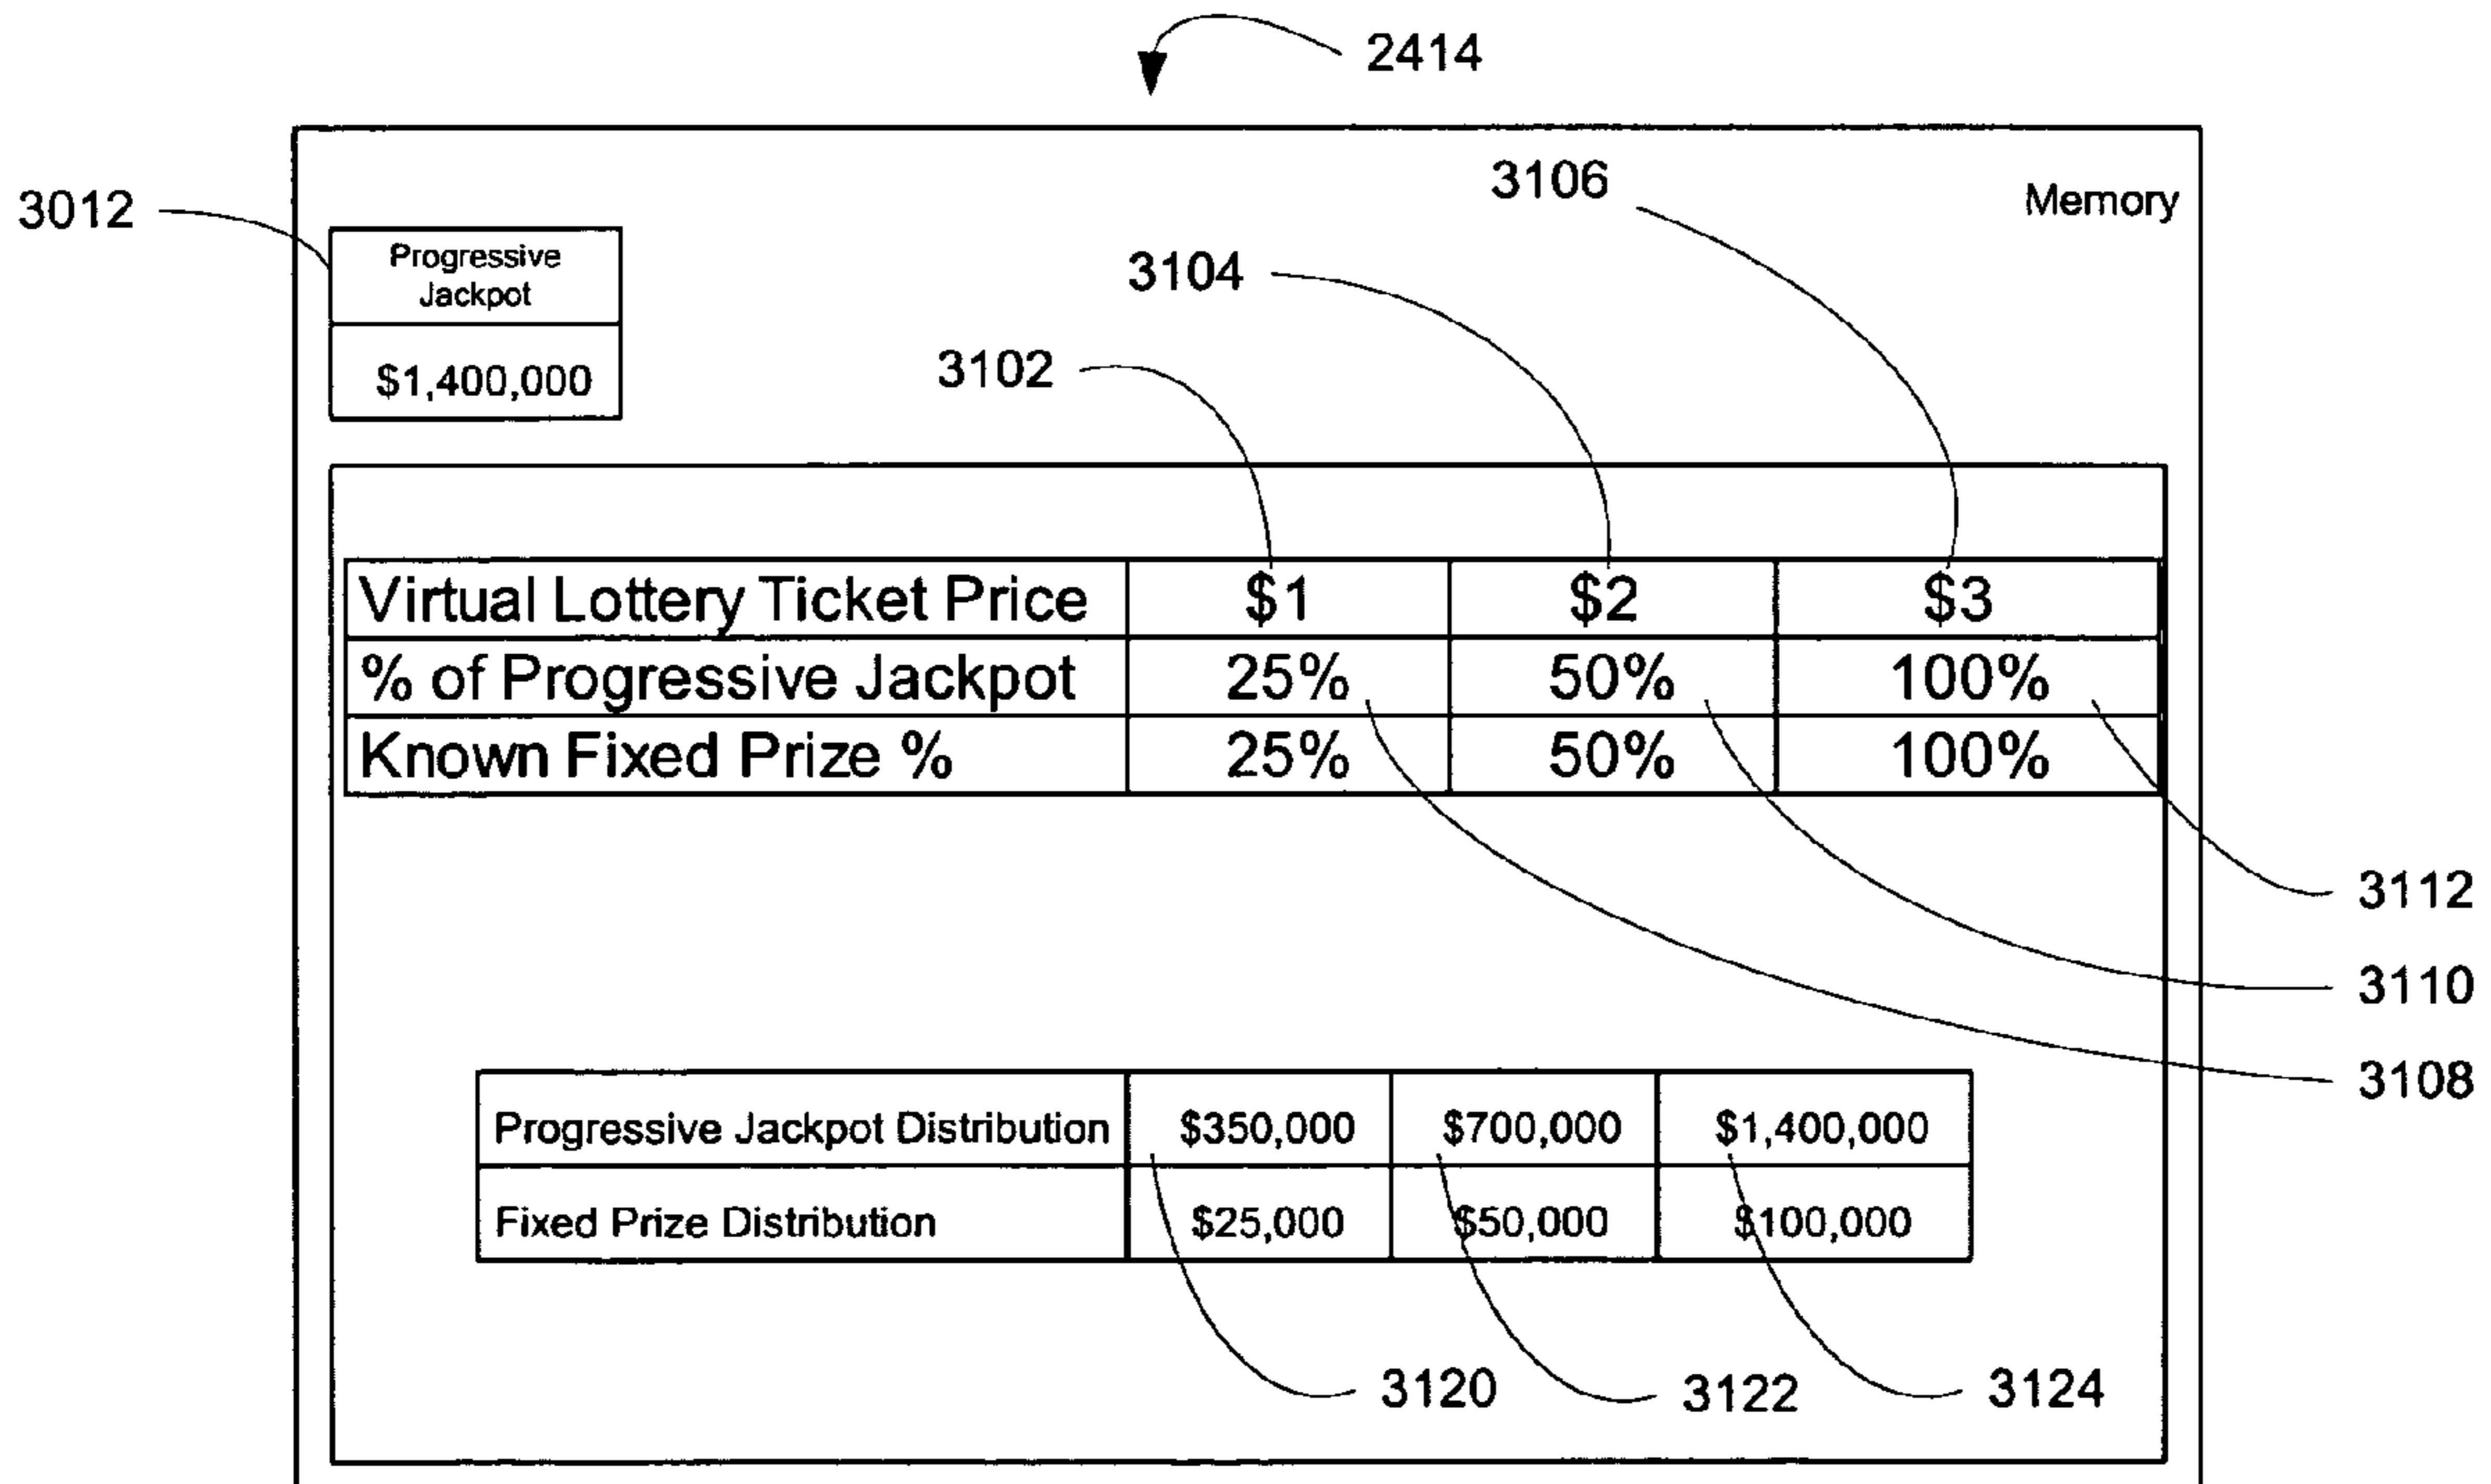 2414
3106
Memory
3012
Progressive
Jackpot
3104
$1,400,000
3102
Virtual Lottery Ticket Price $1 $2 $3
% of Progressive Jackpot 25% 50% 100%
Known Fixed Prize % 25% 50% 100%
3112
3110
3108
Progressive Jackpot Distribution $350,000 $700,000 $1,400,000
Fixed Prize Distribution $25,000 $50,000 $100,000
3120 3122 3124